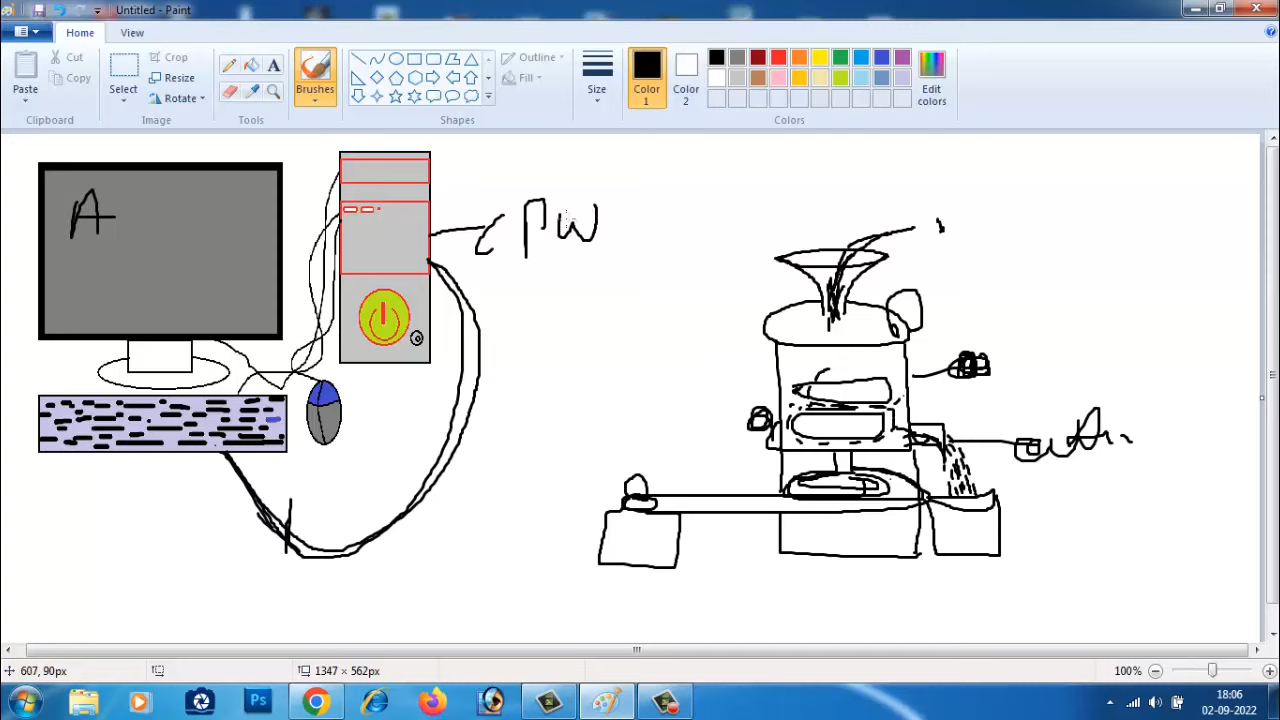 Untitled - Paint
Home
View
Paste
Cut
Copy
Clipboard
Select
Crop
Resize
Rotate
Image
Tools
Brushes
Shapes
Outline
Fill
Size
Color 1
Color 2
Edit colors
Colors
A
607, 90px
1347 × 562px
100%
Ps
18:06
02-09-2022